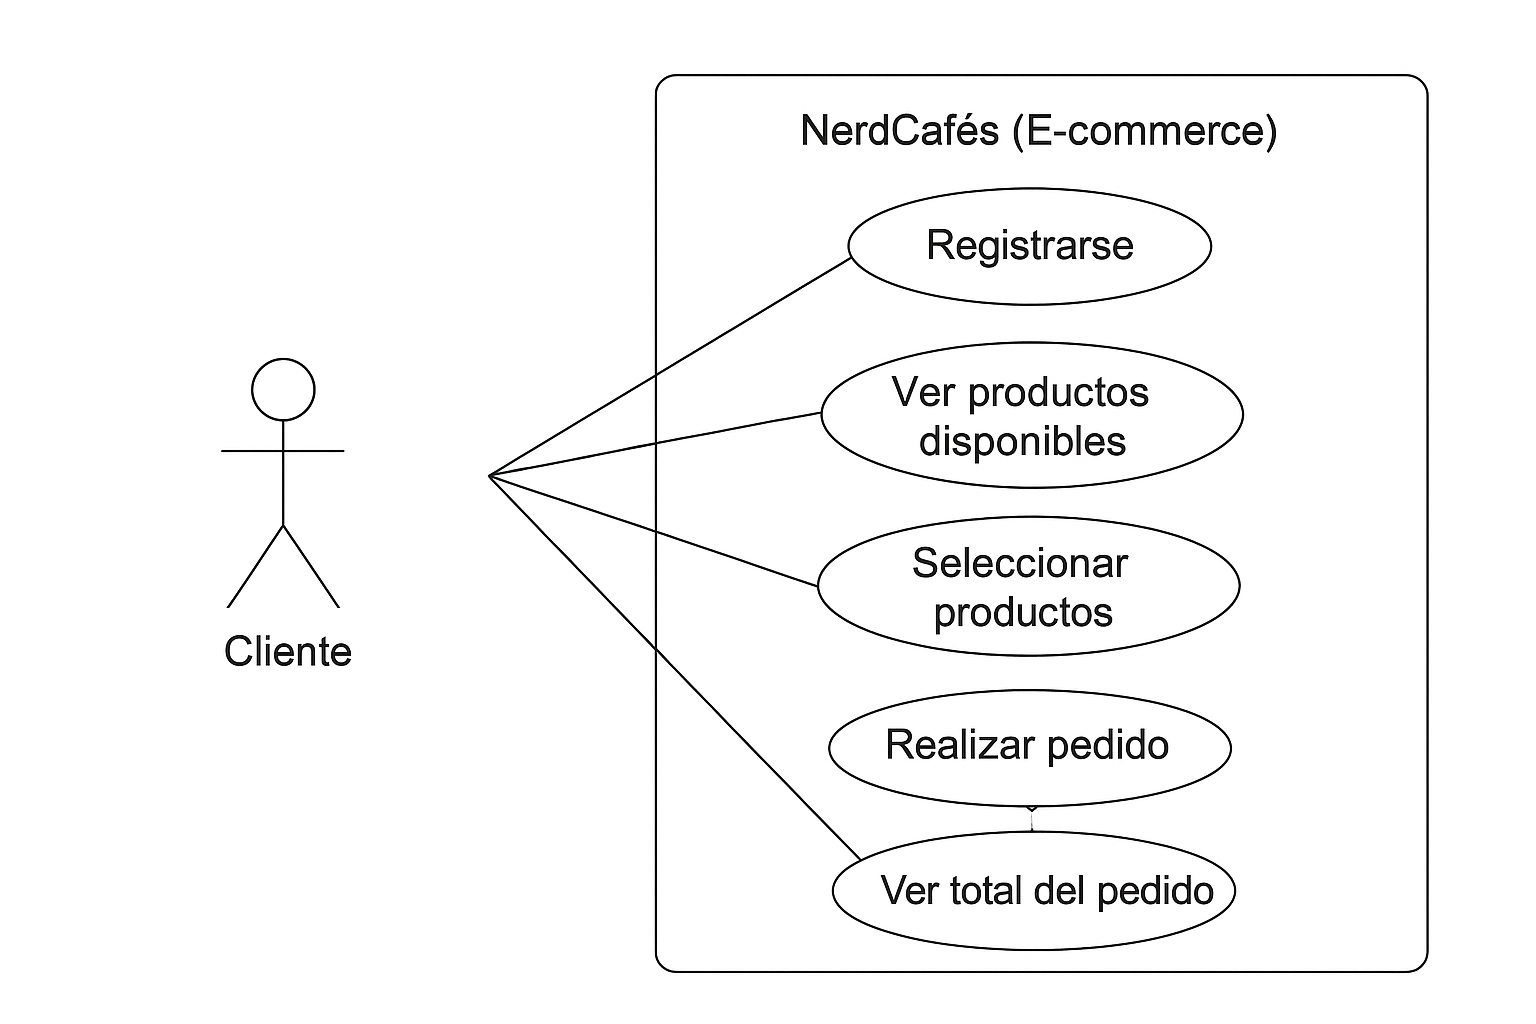 NerdCafés (E-commerce)
Registrarse
Ver productos
disponibles
Seleccionar
productos
Realizar pedido
Ver total del pedido
Cliente